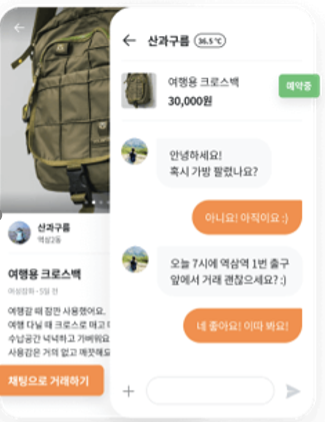 산과구름
역삼2동
여행용 크로스백
여성잡화 · 5일 전
여행갈 때 잠깐 사용했어요.
여행 다닐 때 크로스로 매고 다
수납공간 넉넉하고 가벼워요
사용감은 거의 없고 깨끗해요
채팅으로 거래하기
산과구름 36.5°C
여행용 크로스백
30,000원
예약중
안녕하세요!
혹시 가방 팔렸나요?
아니요! 아직이요 :)
오늘 7시에 역삼역 1번 출구
앞에서 거래 괜찮으세요? :)
네 좋아요! 이따 봐요!